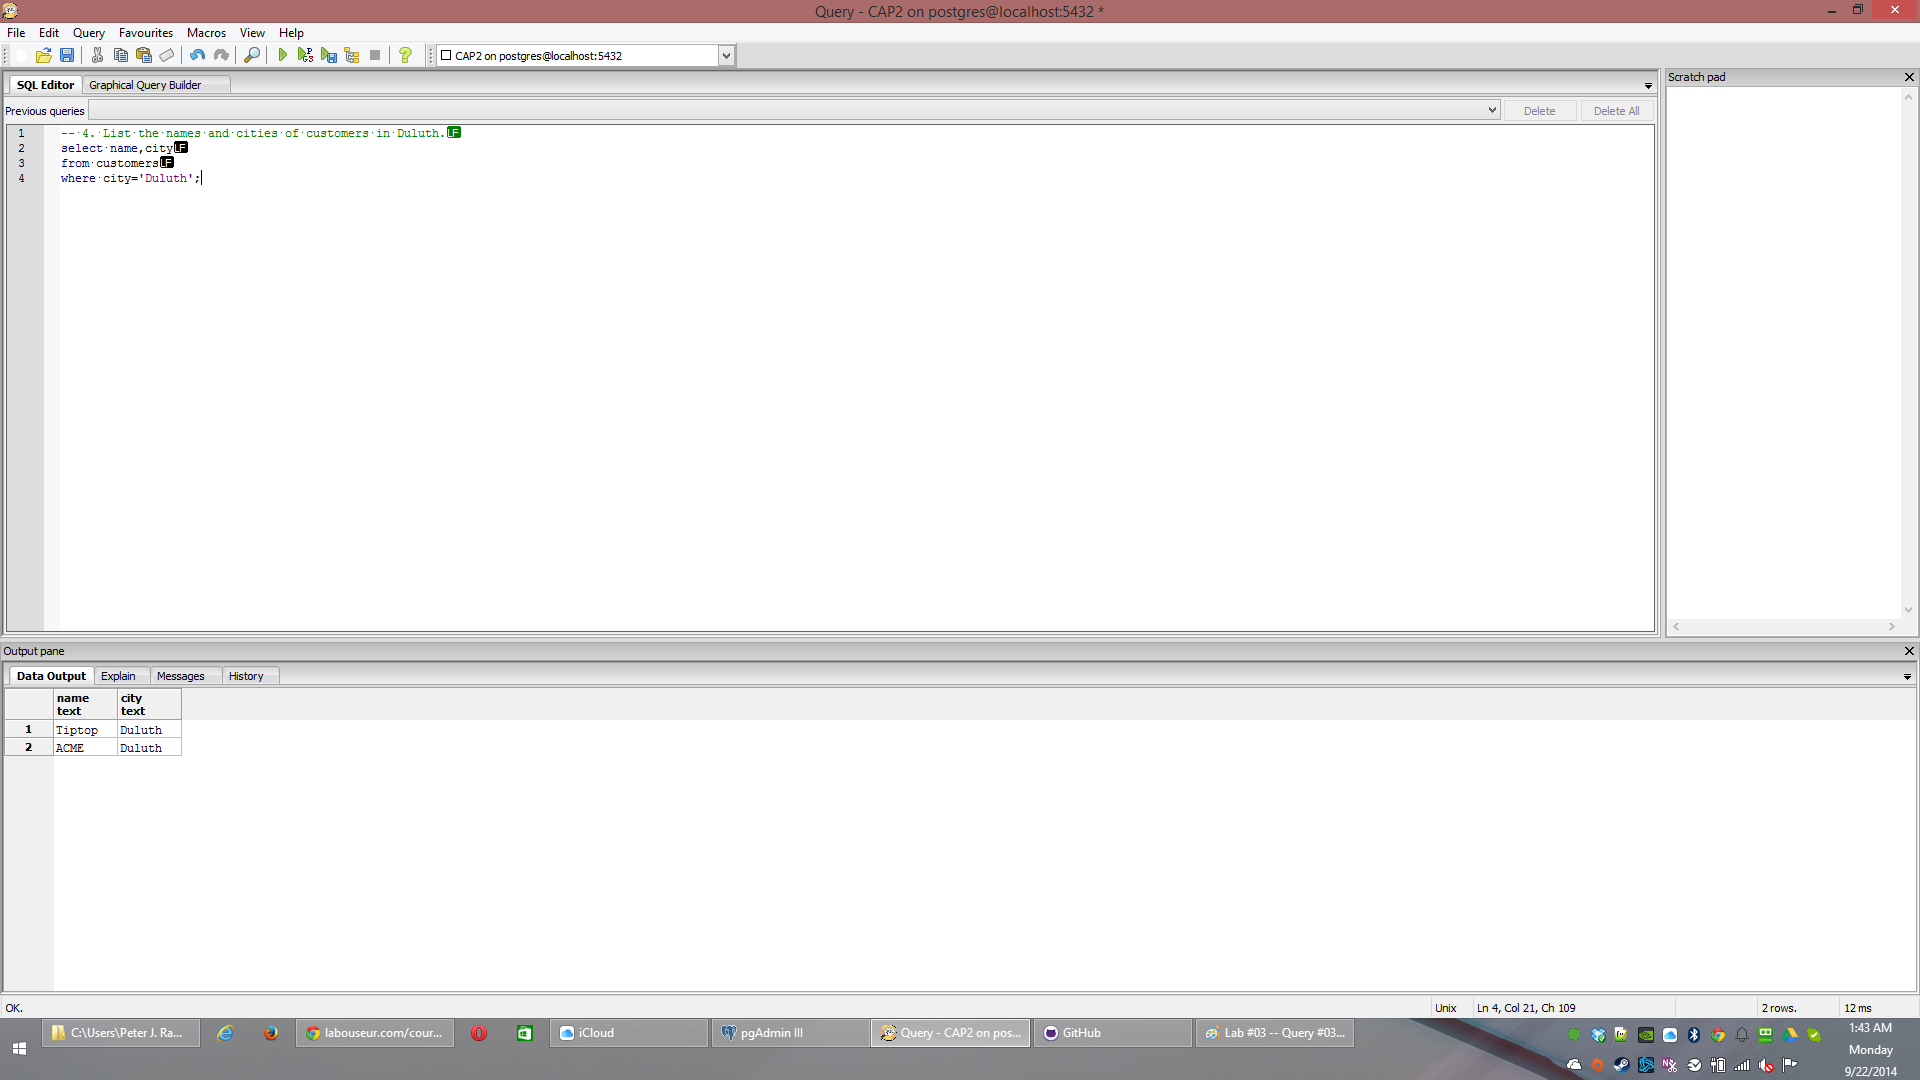 Query - CAP2 on postgres@localhost:5432 *
File Edit Query Favourites Macros View Help
CAP2 on postgres@localhost:5432
SQL Editor Graphical Query Builder
Scratch pad
Previous queries Delete Delete All
1 -- 4. List the names and cities of customers in Duluth. LF
2 select name,city LF
3 from customers LF
4 where city='Duluth';
Output pane
Data Output Explain Messages History
name city
text text
1 Tiptop Duluth
2 ACME Duluth
OK. Unix Ln 4, Col 21, Ch 109 2 rows. 12 ms
C:\Users\Peter J. Ra... labouseur.com/cour... iCloud pgAdmin III Query - CAP2 on pos... GitHub Lab #03 -- Query #03...
1:43 AM
Monday
9/22/2014